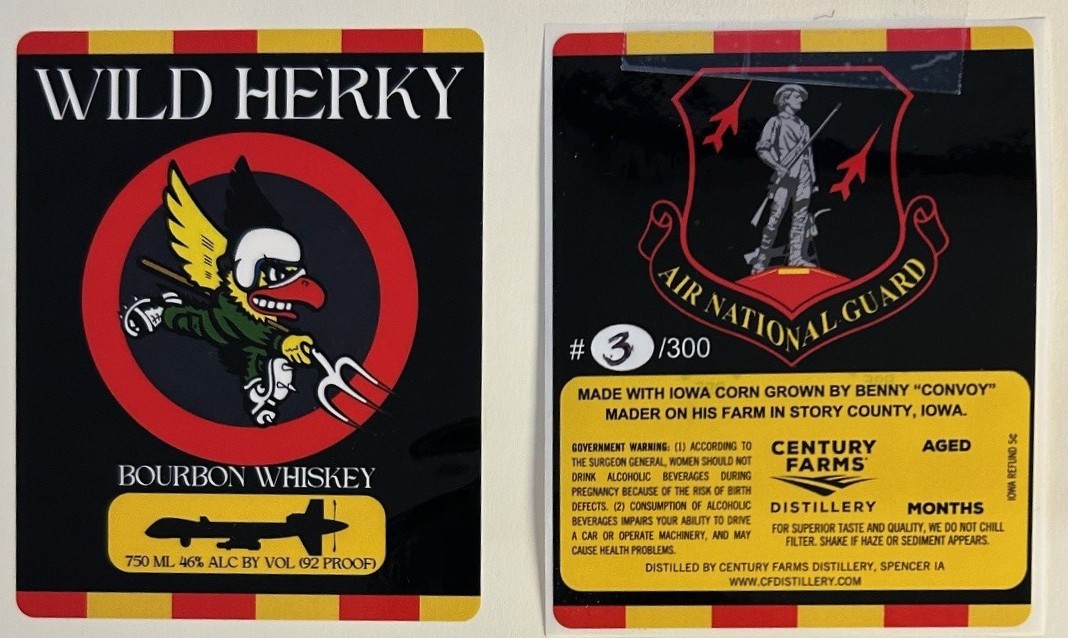 WILD HERKY
BOURBON WHISKEY
750 ML 46% ALC BY VOL (92 PROOF)
AIR NATIONAL GUARD
# 3 /300
MADE WITH IOWA CORN GROWN BY BENNY “CONVOY”
MADER ON HIS FARM IN STORY COUNTY, IOWA.
GOVERNMENT WARNING: (1) ACCORDING TO
THE SURGEON GENERAL, WOMEN SHOULD NOT
DRINK ALCOHOLIC BEVERAGES DURING
PREGNANCY BECAUSE OF THE RISK OF BIRTH
DEFECTS. (2) CONSUMPTION OF ALCOHOLIC
BEVERAGES IMPAIRS YOUR ABILITY TO DRIVE
A CAR OR OPERATE MACHINERY, AND MAY
CAUSE HEALTH PROBLEMS.
CENTURY
FARMS
DISTILLERY
AGED
MONTHS
IOWA REFUND 5¢
FOR SUPERIOR TASTE AND QUALITY, WE DO NOT CHILL
FILTER. SHAKE IF HAZE OR SEDIMENT APPEARS.
DISTILLED BY CENTURY FARMS DISTILLERY, SPENCER IA
WWW.CFDISTILLERY.COM